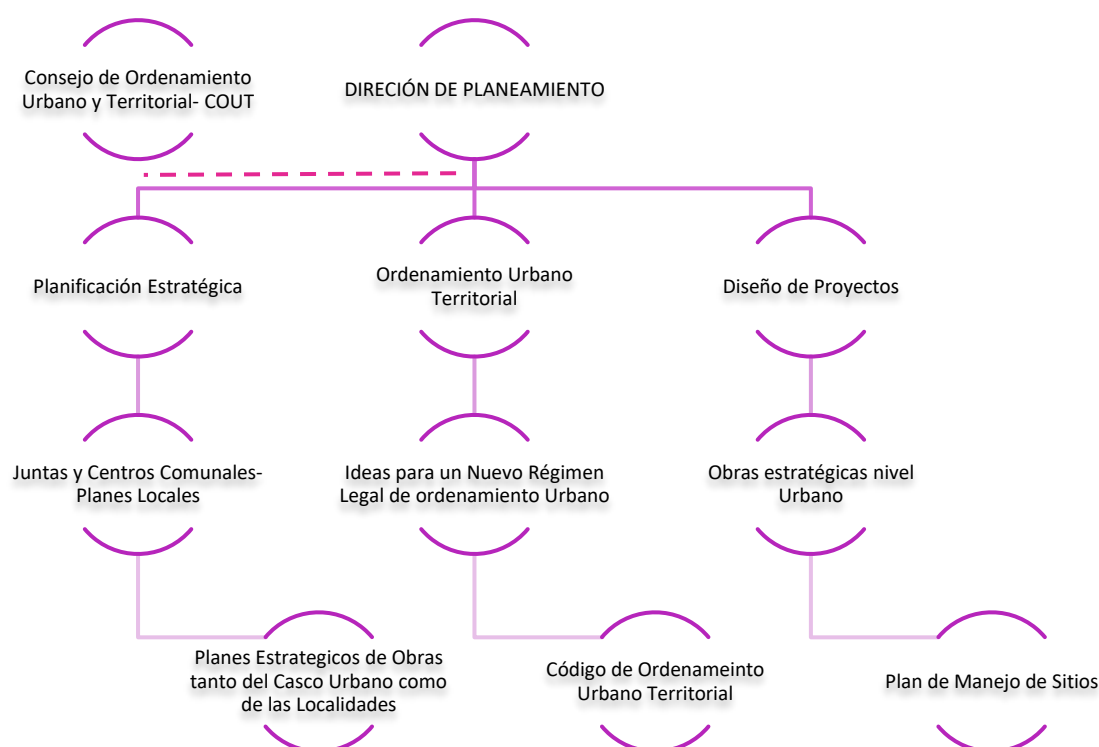 Consejo de Ordenamiento
Urbano y Territorial- COUT
DIRECIÓN DE PLANEAMIENTO
Planificación Estratégica
Ordenamiento Urbano
Territorial
Diseño de Proyectos
Juntas y Centros Comunales-
Planes Locales
Ideas para un Nuevo Régimen
Legal de ordenamiento Urbano
Obras estratégicas nivel
Urbano
Planes Estrategicos de Obras
tanto del Casco Urbano como
de las Localidades
Código de Ordenameinto
Urbano Territorial
Plan de Manejo de Sitios